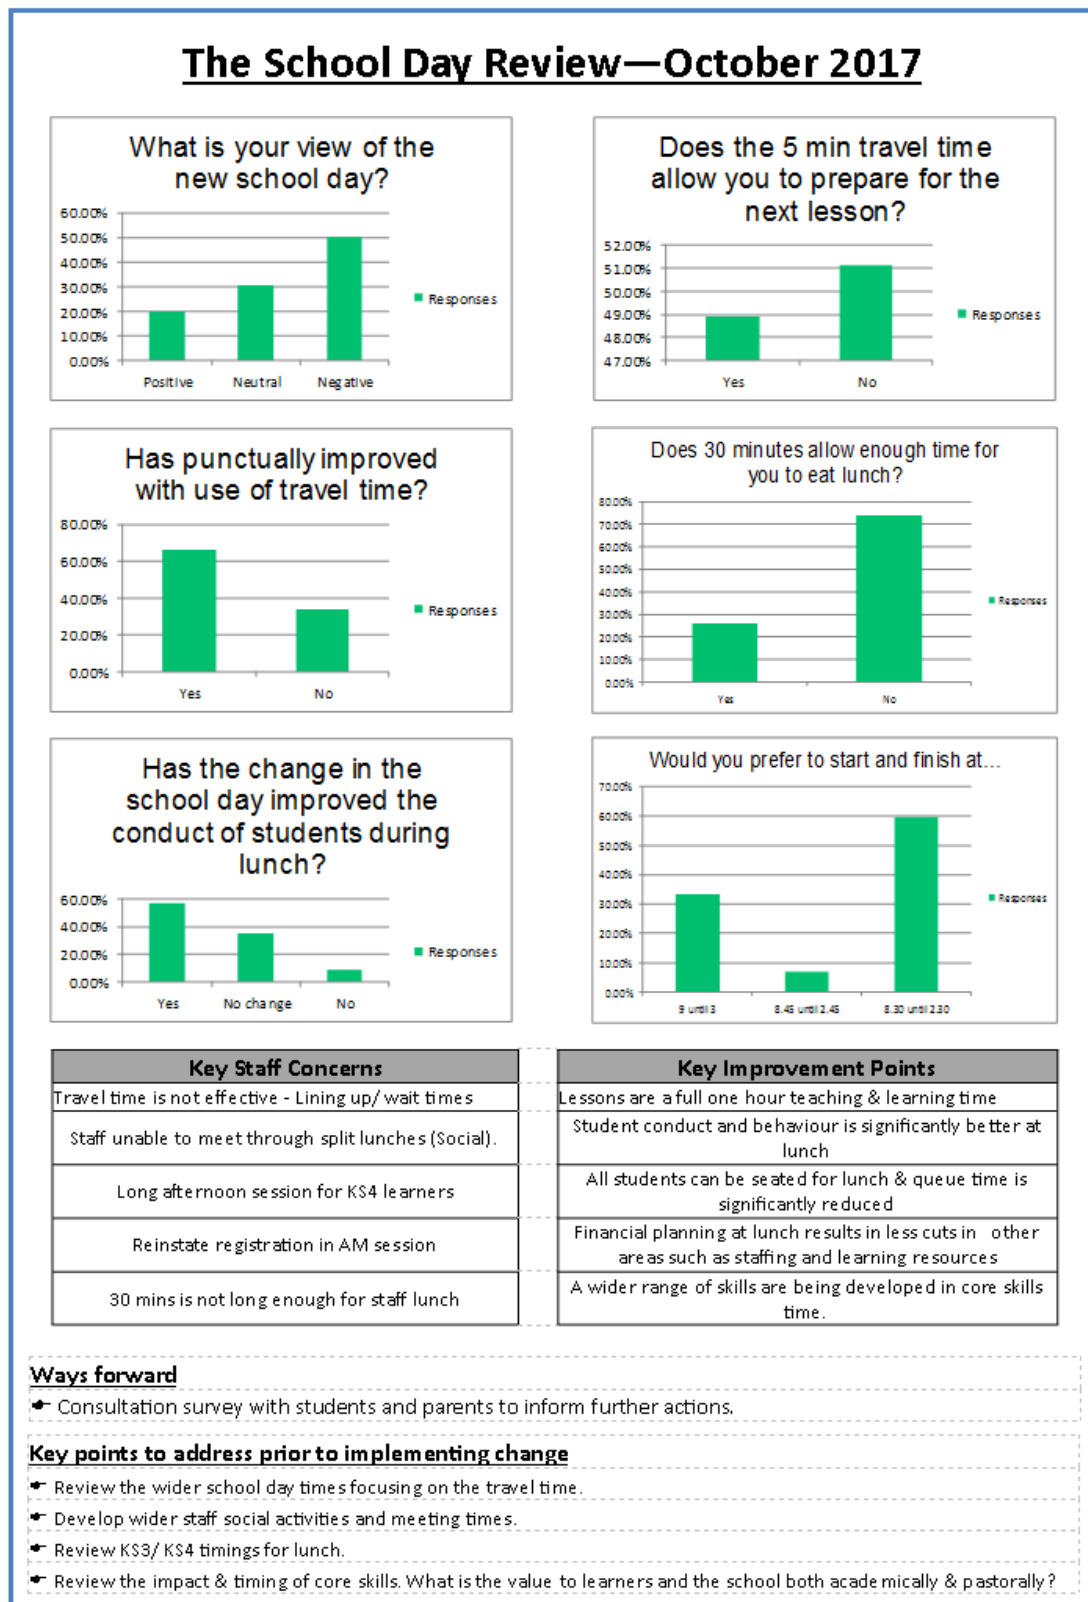 The School Day Review—October 2017
What is your view of the
new school day?
60.00%
50.00%
40.00%
30.00%
20.00%
10.00%
0.00%
Positive Neutral Negative
Responses
Does the 5 min travel time
allow you to prepare for the
next lesson?
52.00%
51.00%
50.00%
49.00%
48.00%
47.00%
Yes No
Responses
Has punctually improved
with use of travel time?
80.00%
60.00%
40.00%
20.00%
0.00%
Yes No
Responses
Does 30 minutes allow enough time for
you to eat lunch?
80.00%
70.00%
60.00%
50.00%
40.00%
30.00%
20.00%
10.00%
0.00%
Yes No
Responses
Has the change in the
school day improved the
conduct of students during
lunch?
60.00%
40.00%
20.00%
0.00%
Yes No change No
Responses
Would you prefer to start and finish at...
70.00%
60.00%
50.00%
40.00%
30.00%
20.00%
10.00%
0.00%
9 until 3 8.45 until 2.45 8.30 until 2.30
Responses
Key Staff Concerns
Travel time is not effective - Lining up/ wait times
Staff unable to meet through split lunches (Social).
Long afternoon session for KS4 learners
Reinstate registration in AM session
30 mins is not long enough for staff lunch
Key Improvement Points
Lessons are a full one hour teaching & learning time
Student conduct and behaviour is significantly better at
lunch
All students can be seated for lunch & queue time is
significantly reduced
Financial planning at lunch results in less cuts in other
areas such as staffing and learning resources
A wider range of skills are being developed in core skills
time.
Ways forward
☛ Consultation survey with students and parents to inform further actions.
Key points to address prior to implementing change
☛ Review the wider school day times focusing on the travel time.
☛ Develop wider staff social activities and meeting times.
☛ Review KS3/ KS4 timings for lunch.
☛ Review the impact & timing of core skills. What is the value to learners and the school both academically & pastorally?